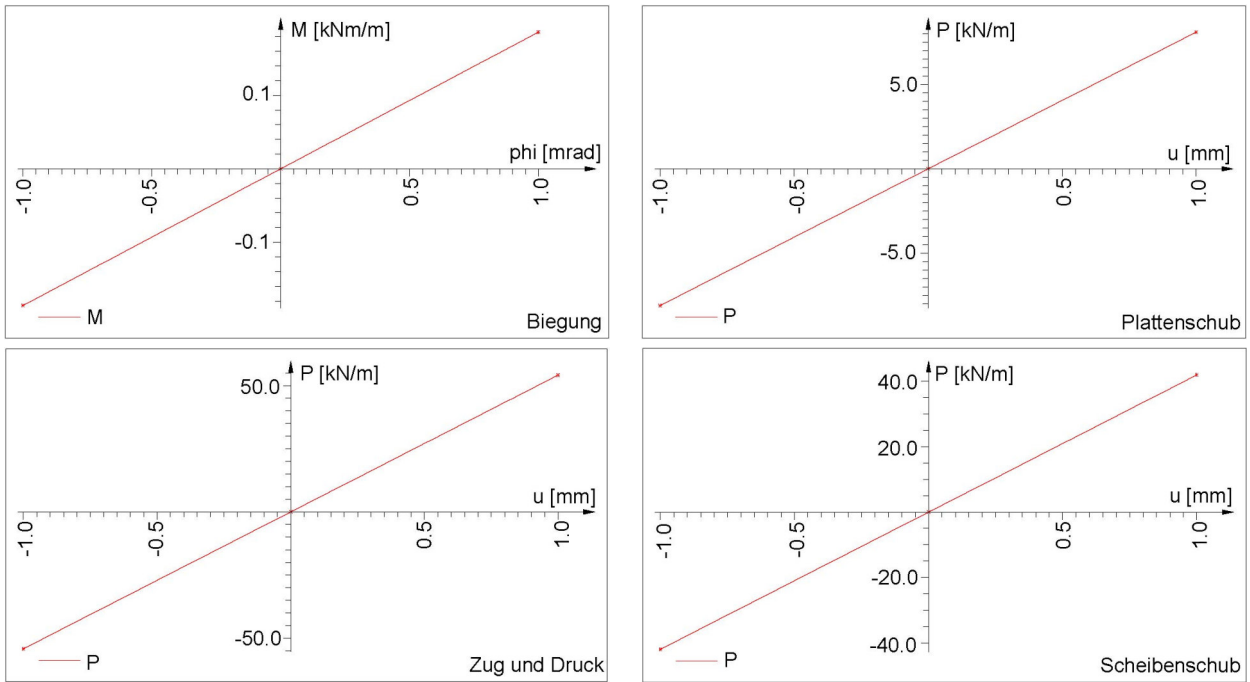 M [kNm/m]
0.1
phi [mrad]
-1.0
-0.5
0.5
1.0
-0.1
M
Biegung
P [kN/m]
5.0
u [mm]
-1.0
-0.5
0.5
1.0
-5.0
P
Plattenschub
P [kN/m]
50.0
u [mm]
-1.0
-0.5
0.5
1.0
-50.0
P
Zug und Druck
P [kN/m]
40.0
20.0
u [mm]
-1.0
-0.5
0.5
1.0
-20.0
-40.0
P
Scheibenschub